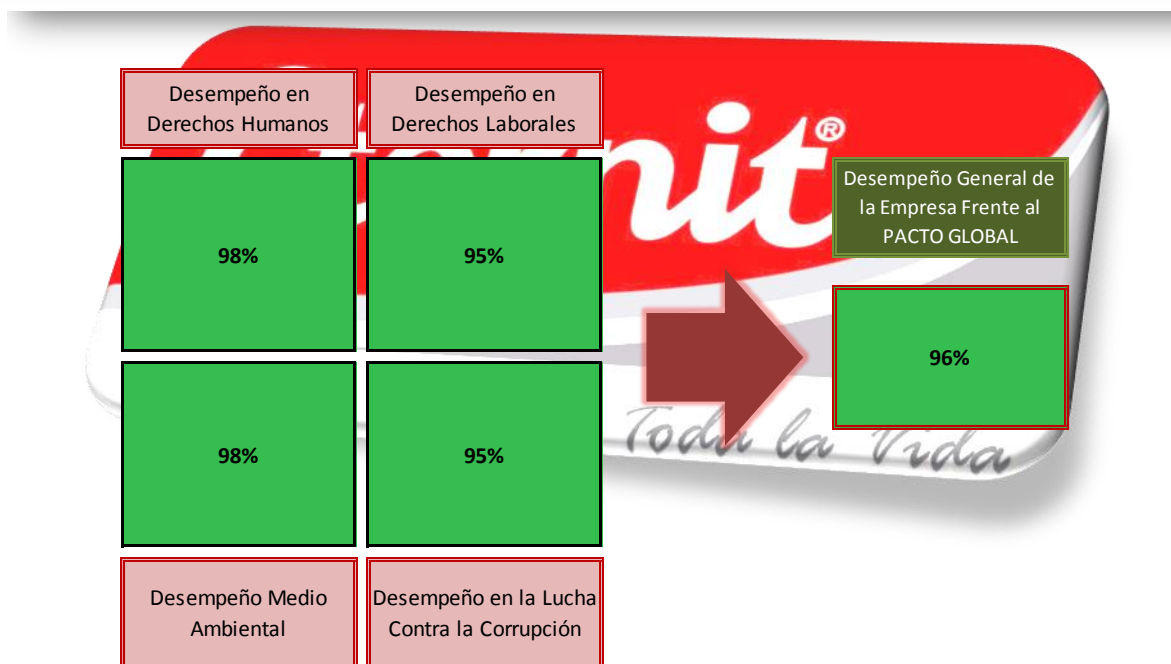 Desempeño en
Derechos Humanos
Desempeño en
Derechos Laborales
®
Desempeño General de
la Empresa Frente al
PACTO GLOBAL
98%
95%
96%
98%
95%
Toda la Vida
Desempeño Medio
Ambiental
Desempeño en la Lucha
Contra la Corrupción